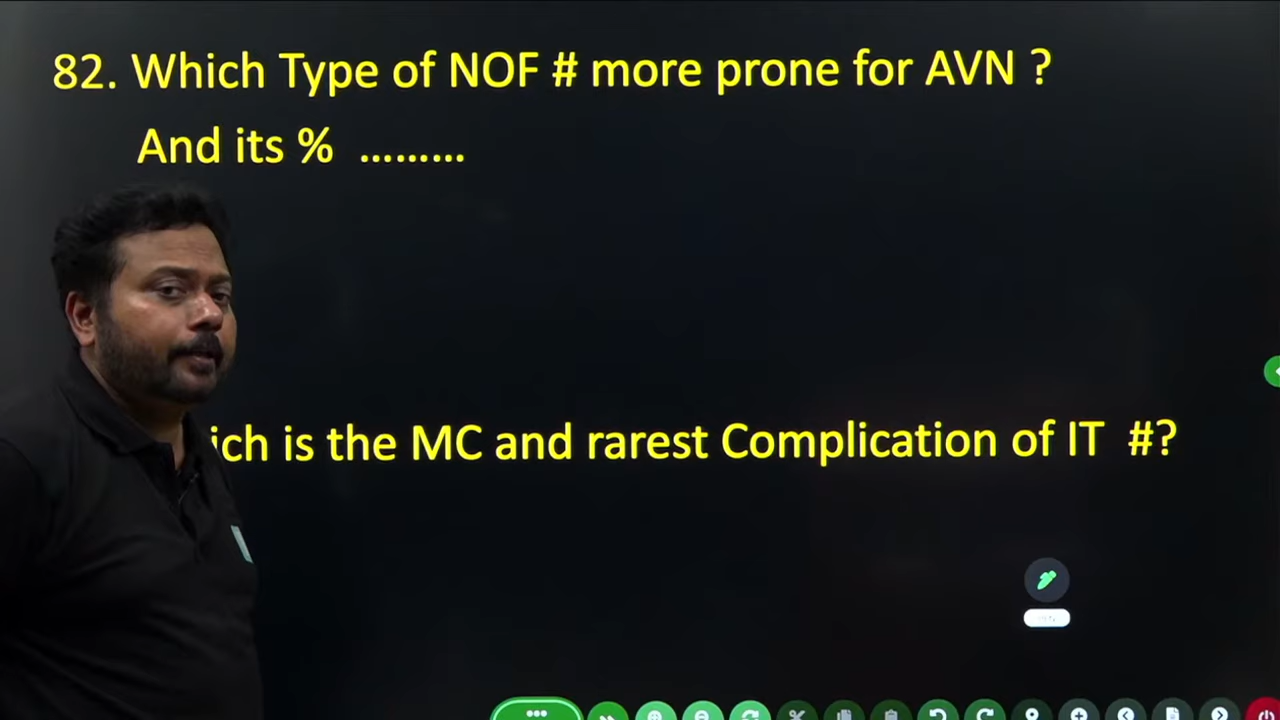 82. Which Type of NOF # more prone for AVN ?
And its % .........
ich is the MC and rarest Complication of IT #?